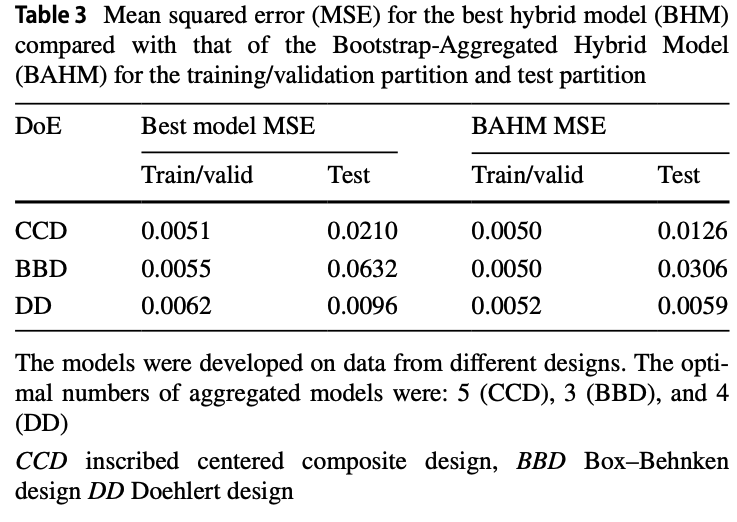 Table 3 Mean squared error (MSE) for the best hybrid model (BHM)
compared with that of the Bootstrap-Aggregated Hybrid Model
(BAHM) for the training/validation partition and test partition
DoE Best model MSE BAHM MSE
Train/valid Test Train/valid Test
CCD 0.0051 0.0210 0.0050 0.0126
BBD 0.0055 0.0632 0.0050 0.0306
DD 0.0062 0.0096 0.0052 0.0059
The models were developed on data from different designs. The opti-
mal numbers of aggregated models were: 5 (CCD), 3 (BBD), and 4
(DD)
CCD inscribed centered composite design, BBD Box–Behnken
design DD Doehlert design